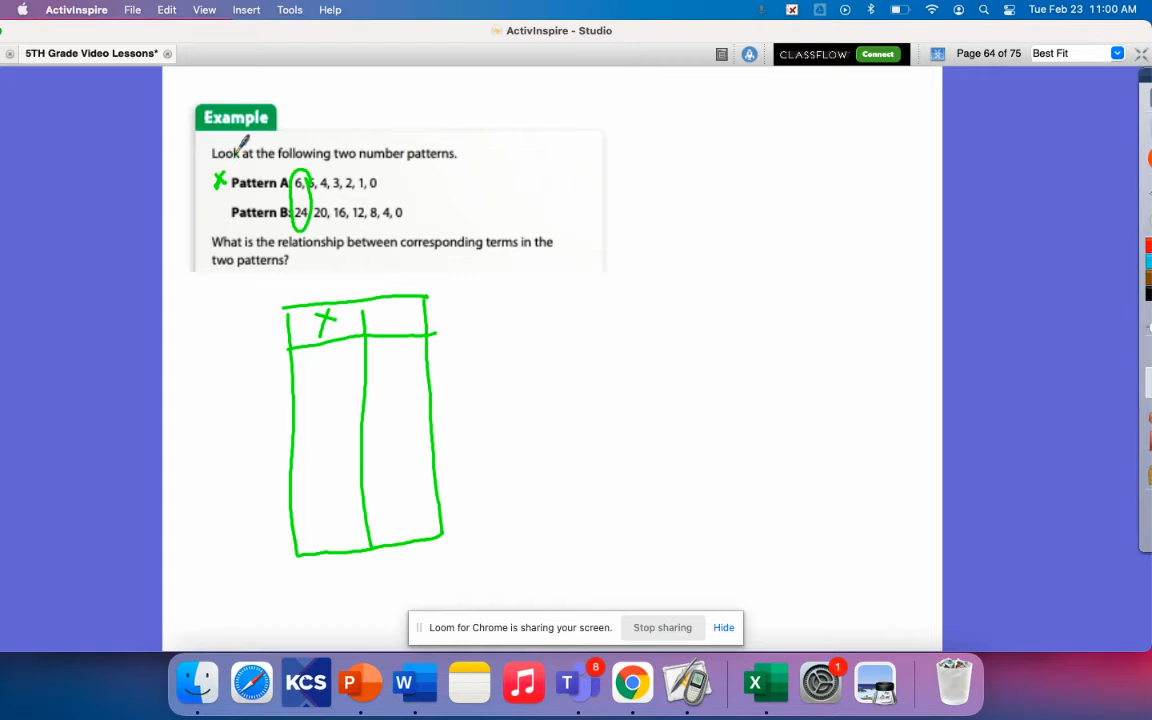 ActivInspire File Edit View Insert Tools Help Tue Feb 23 11:00 AM
ActivInspire - Studio
5TH Grade Video Lessons* CLASSFLOW Connect Page 64 of 75 Best Fit
Example
Look at the following two number patterns.
X Pattern A: 6, 5, 4, 3, 2, 1, 0
Pattern B: 24, 20, 16, 12, 8, 4, 0
What is the relationship between corresponding terms in the
two patterns?
X
Loom for Chrome is sharing your screen. Stop sharing Hide
KCS P W T 8 X 1